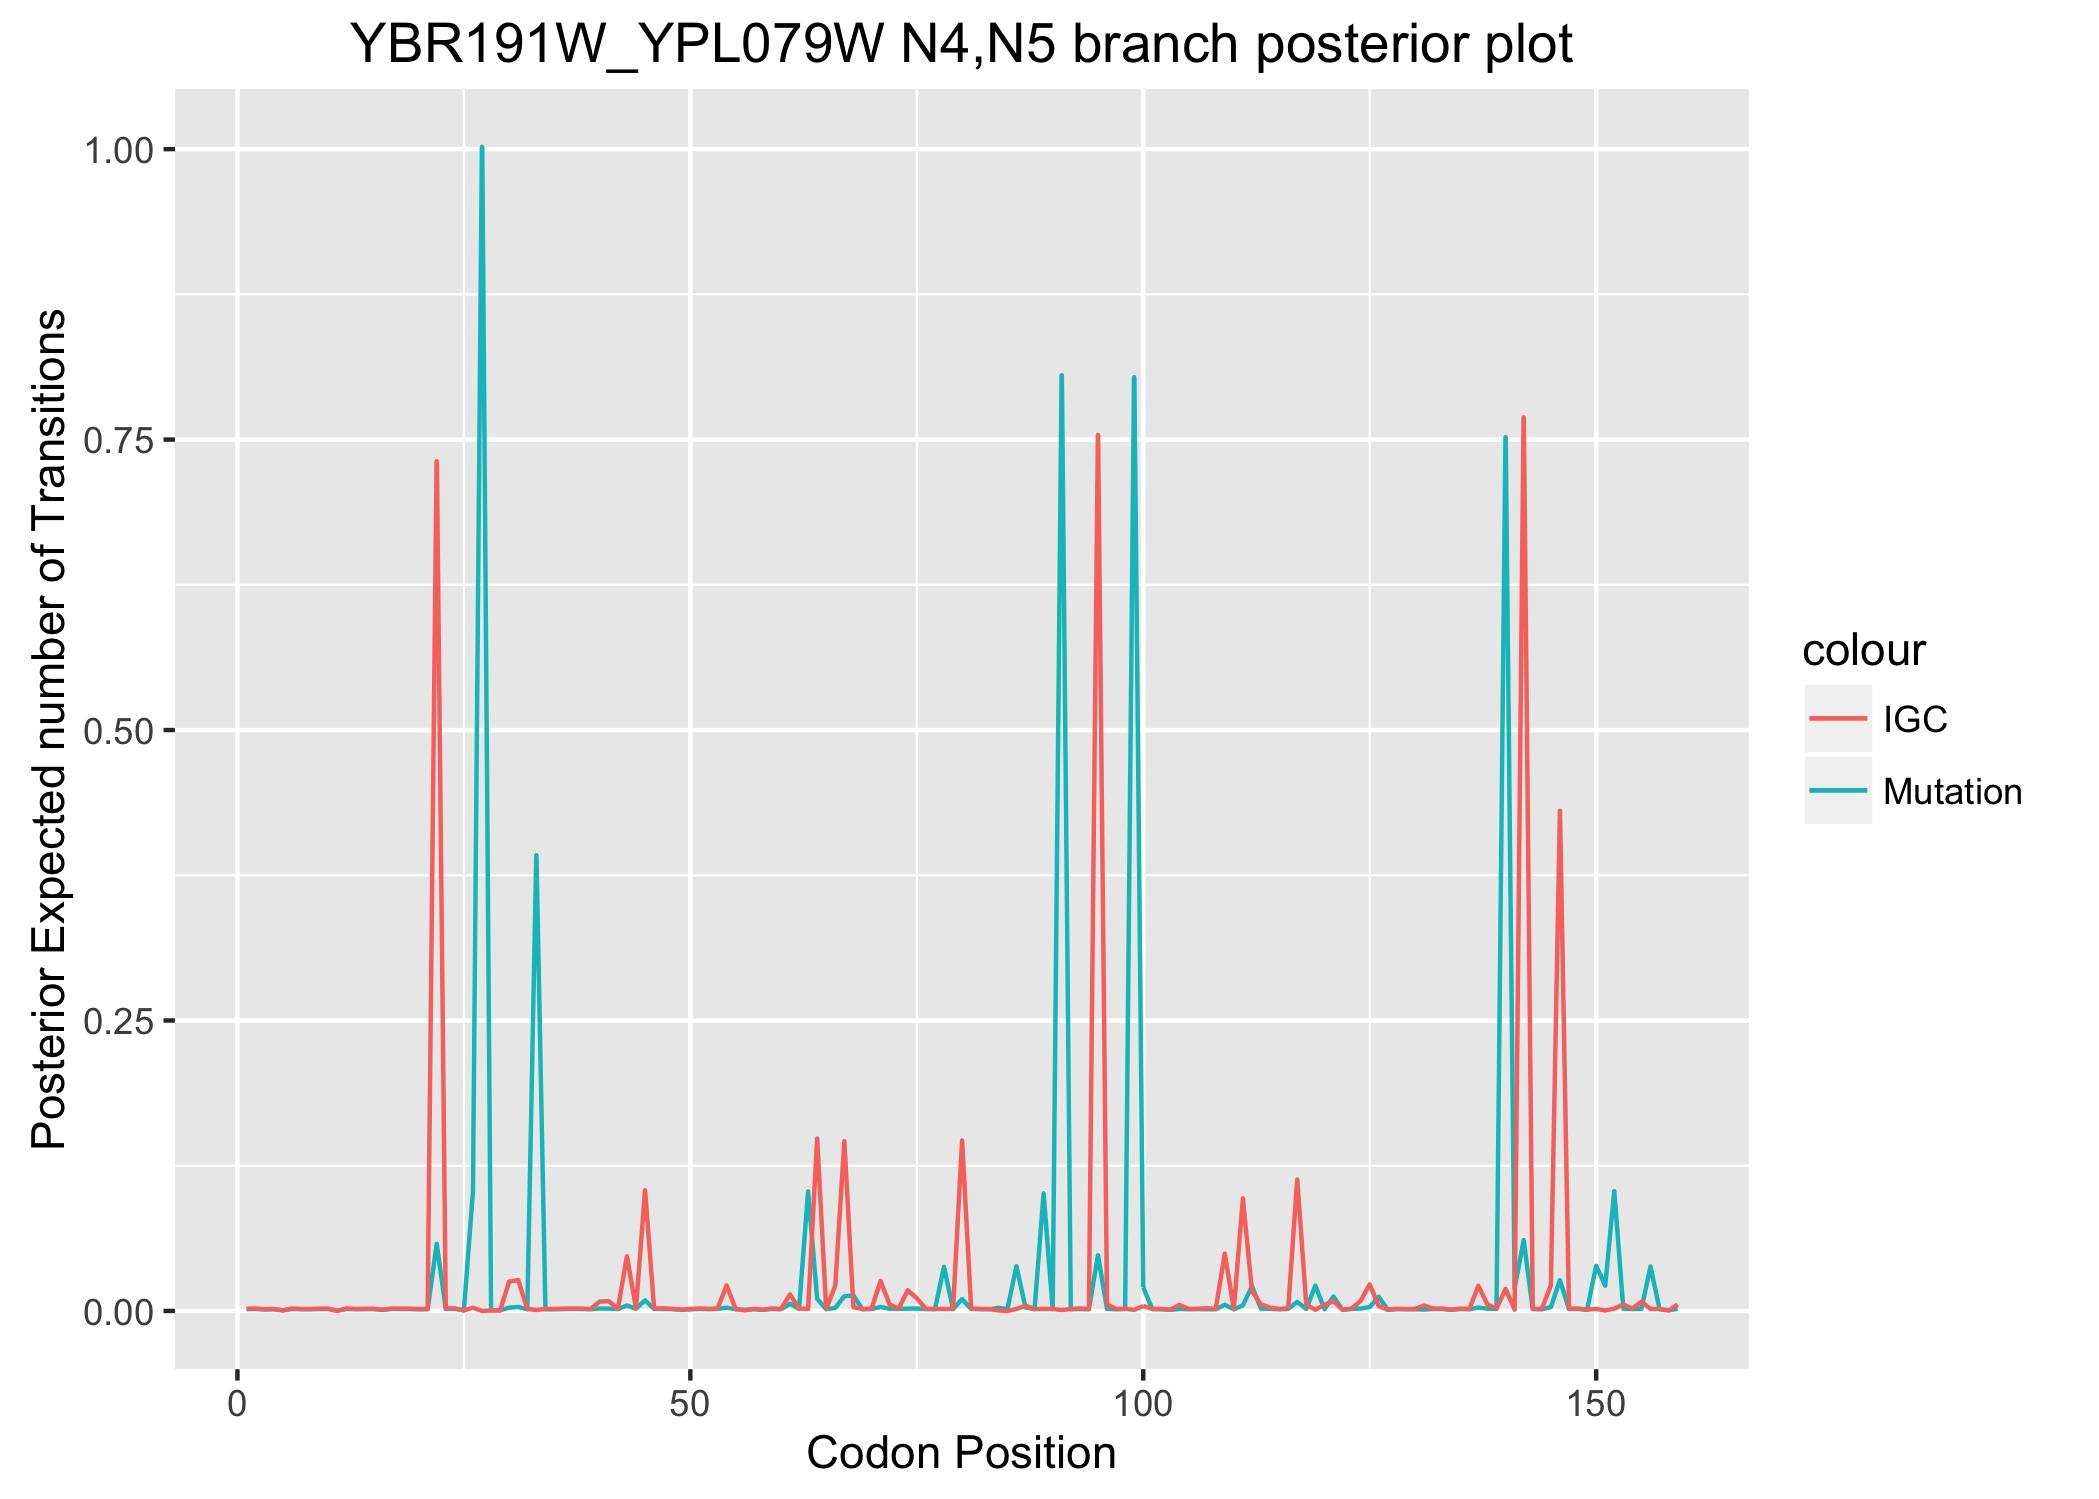 YBR191W_YPL079W N4,N5 branch posterior plot
Posterior Expected number of Transitions
1.00
0.75
0.50
0.25
0.00
0
50
100
150
Codon Position
colour
IGC
Mutation